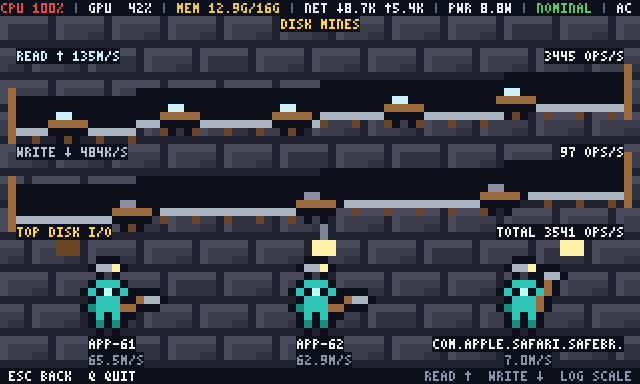 CPU 100% | GPU 42% | MEM 12.9G/16G | NET ↓8.7K ↑5.4K | PWR 8.8W | NOMINAL | AC
DISK MINES
READ ↑ 135M/S 3445 OPS/S
WRITE ↓ 484K/S 97 OPS/S
TOP DISK I/O TOTAL 3541 OPS/S
APP-61 APP-62 COM.APPLE.SAFARI.SAFEBR.
65.5M/S 62.9M/S 7.0M/S
ESC BACK Q QUIT READ ↑ WRITE ↓ LOG SCALE